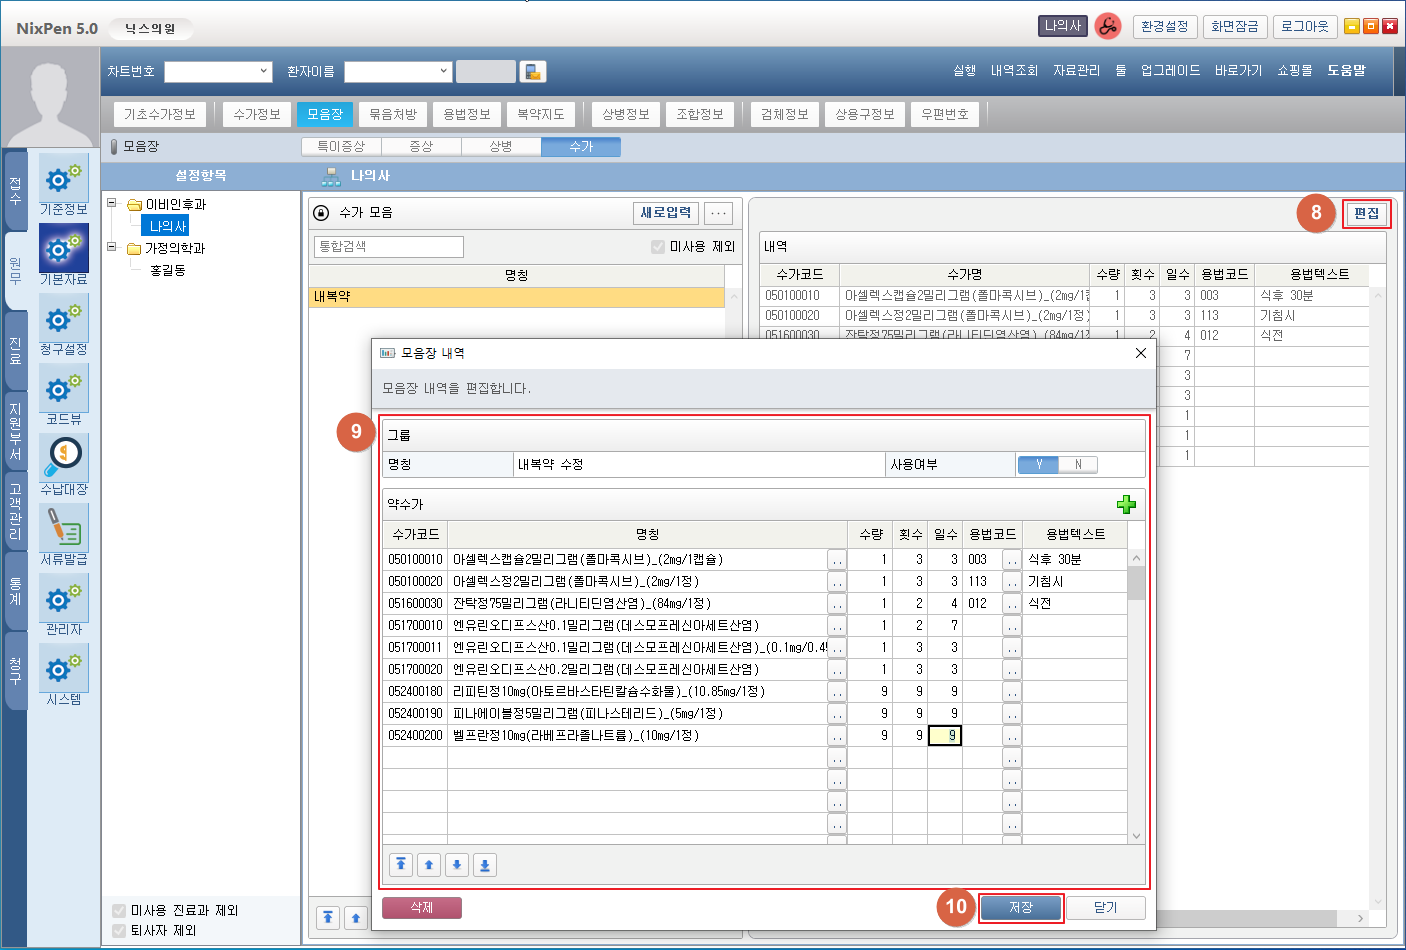 NixPen 5.0 닉스의원 나의사 환경설정 화면잠금 로그아웃
차트번호 환자이름 실행 내역조회 자료관리 툴 업그레이드 바로가기 쇼핑몰 도움말
기초수가정보 수가정보 모음장 묶음처방 용법정보 복약지도 상병정보 조합정보 검체정보 상용구정보 우편번호
모음장 특이증상 증상 상병 수가
설정항목 나의사
접수
원무
진료
지원부서
고객관리
통계
청구
기준정보
기본자료
청구설정
코드뷰
수납대장
서류발급
관리자
시스템
이비인후과
나의사
가정의학과
홍길동
미사용 진료과 제외
퇴사자 제외
수가 모음 새로입력 ...
통합검색 미사용 제외
명칭
내복약
8 편집
내역
수가코드 수가명 수량 횟수 일수 용법코드 용법텍스트
050100010 아셀렉스캡슐2밀리그램(폴마콕시브)_(2mg/1캡 1 3 3 003 식후 30분
050100020 아셀렉스정2밀리그램(폴마콕시브)_(2mg/1정) 1 3 3 113 기침시
051600030 잔탁정75밀리그램(라니티딘염산염)_(84mg/1정 1 2 4 012 식전
7
3
3
1
1
1
모음장 내역
모음장 내역을 편집합니다.
9
그룹
명칭 내복약 수정 사용여부 Y N
약수가
수가코드 명칭 수량 횟수 일수 용법코드 용법텍스트
050100010 아셀렉스캡슐2밀리그램(폴마콕시브)_(2mg/1캡슐) .. 1 3 3 003 .. 식후 30분
050100020 아셀렉스정2밀리그램(폴마콕시브)_(2mg/1정) .. 1 3 3 113 .. 기침시
051600030 잔탁정75밀리그램(라니티딘염산염)_(84mg/1정) .. 1 2 4 012 .. 식전
051700010 엔유린오디프스산0.1밀리그램(데스모프레신아세트산염) .. 1 2 7 ..
051700011 엔유린오디프스산0.1밀리그램(데스모프레신아세트산염)_(0.1mg/0.45 .. 1 3 3 ..
051700020 엔유린오디프스산0.2밀리그램(데스모프레신아세트산염) .. 1 3 3 ..
052400180 리피틴정10mg(아토르바스타틴칼슘수화물)_(10.85mg/1정) .. 9 9 9 ..
052400190 피나에이블정5밀리그램(피나스테리드)_(5mg/1정) .. 9 9 9 ..
052400200 벨프란정10mg(라베프라졸나트륨)_(10mg/1정) .. 9 9 9 ..
.. ..
.. ..
.. ..
.. ..
삭제 10 저장 닫기